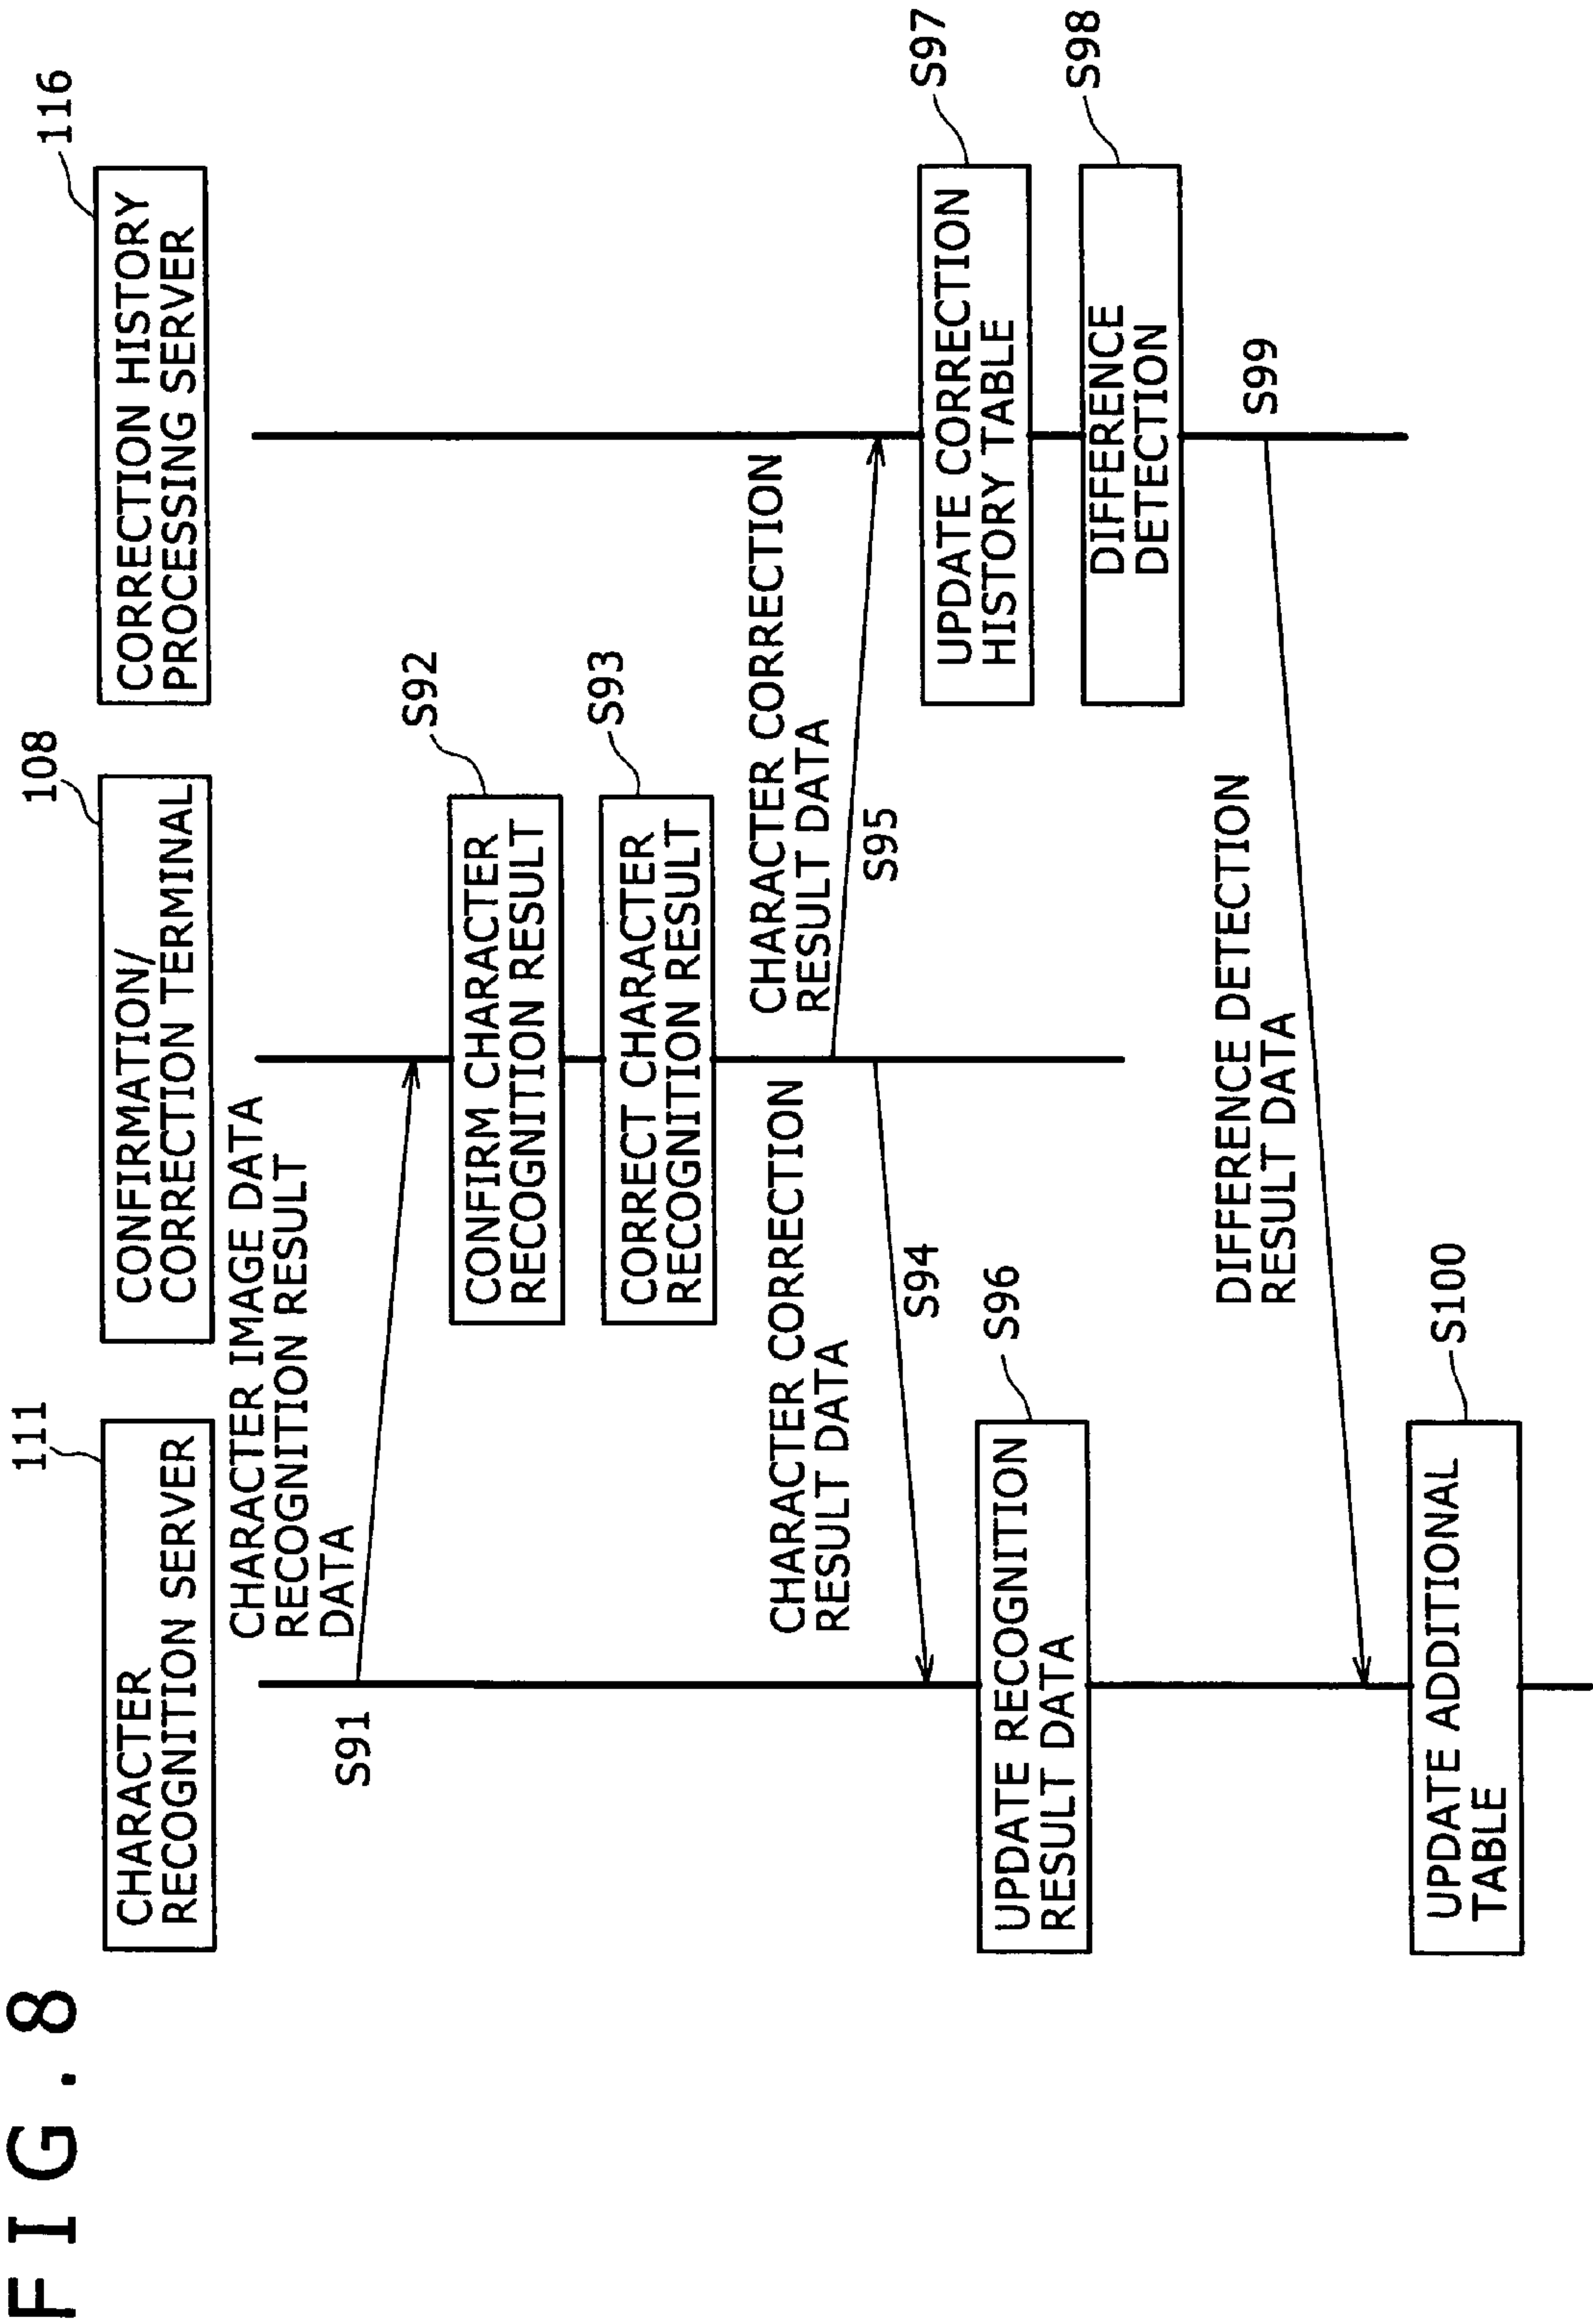 FIG.8
111
CHARACTER
RECOGNITION SERVER
108
CONFIRMATION/
CORRECTION TERMINAL
116
CORRECTION HISTORY
PROCESSING SERVER
CHARACTER IMAGE DATA
RECOGNITION RESULT
DATA
S91
S92
CONFIRM CHARACTER
RECOGNITION RESULT
S93
CORRECT CHARACTER
RECOGNITION RESULT
CHARACTER CORRECTION
RESULT DATA
S94
CHARACTER CORRECTION
RESULT DATA
S95
S96
UPDATE RECOGNITION
RESULT DATA
S97
UPDATE CORRECTION
HISTORY TABLE
S98
DIFFERENCE
DETECTION
S99
DIFFERENCE DETECTION
RESULT DATA
S100
UPDATE ADDITIONAL
TABLE